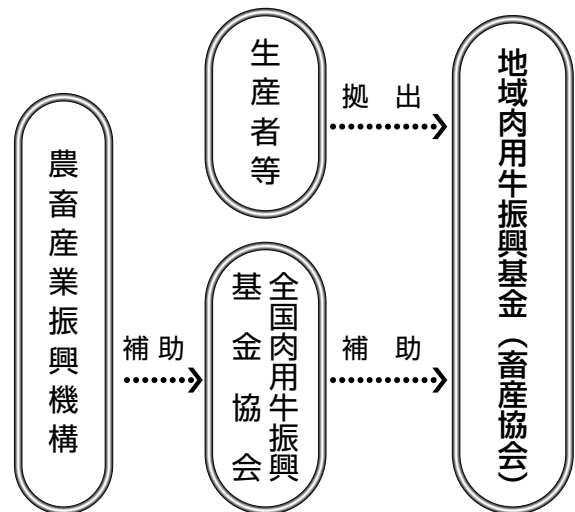 農畜産業振興機構
補助
生産者等
拠出
全国肉用牛振興
基金協会
補助
地域肉用牛振興基金（畜産協会）